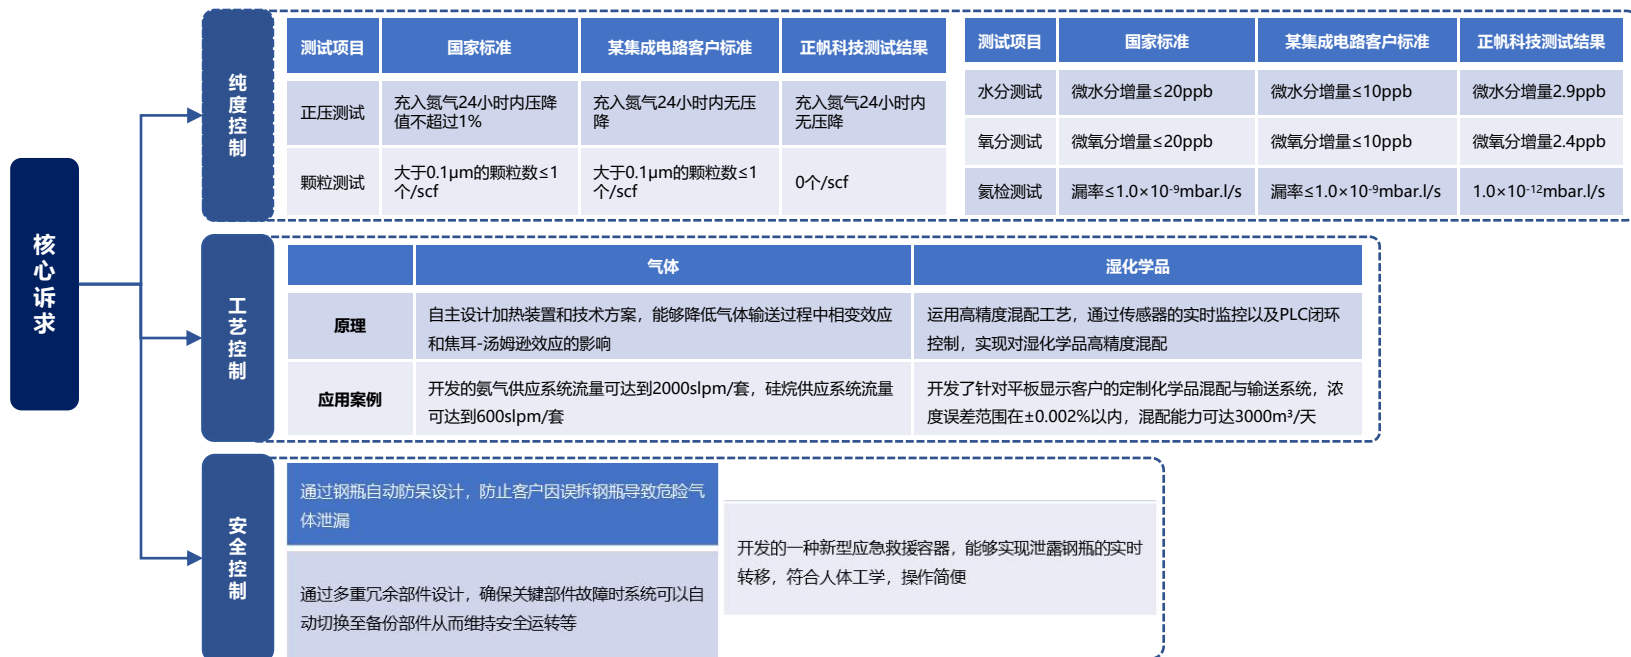 核心诉求
纯度控制
测试项目 国家标准 某集成电路客户标准 正帆科技测试结果
正压测试 充入氮气24小时内压降
值不超过1% 充入氮气24小时内无压
降 充入氮气24小时内
无压降
颗粒测试 大于0.1μm的颗粒数≤1
个/scf 大于0.1μm的颗粒数≤1
个/scf 0个/scf
测试项目 国家标准 某集成电路客户标准 正帆科技测试结果
水分测试 微水分增量≤20ppb 微水分增量≤10ppb 微水分增量2.9ppb
氧分测试 微氧分增量≤20ppb 微氧分增量≤10ppb 微氧分增量2.4ppb
氦检测试 漏率≤1.0×10⁻⁹mbar.l/s 漏率≤1.0×10⁻⁹mbar.l/s 1.0×10⁻¹²mbar.l/s
工艺控制
气体 湿化学品
原理 自主设计加热装置和技术方案，能够降低气体输送过程中相变效应
和焦耳-汤姆逊效应的影响 运用高精度混配工艺，通过传感器的实时监控以及PLC闭环
控制，实现对湿化学品高精度混配
应用案例 开发的氨气供应系统流量可达到2000slpm/套，硅烷供应系统流量
可达到600slpm/套 开发了针对平板显示客户的定制化学品混配与输送系统，浓
度误差范围在±0.002%以内，混配能力可达3000m³/天
安全控制
通过钢瓶自动防呆设计，防止客户因误拆钢瓶导致危险气
体泄漏
通过多重冗余部件设计，确保关键部件故障时系统可以自
动切换至备份部件从而维持安全运转等
开发的一种新型应急救援容器，能够实现泄露钢瓶的实时
转移，符合人体工学，操作简便